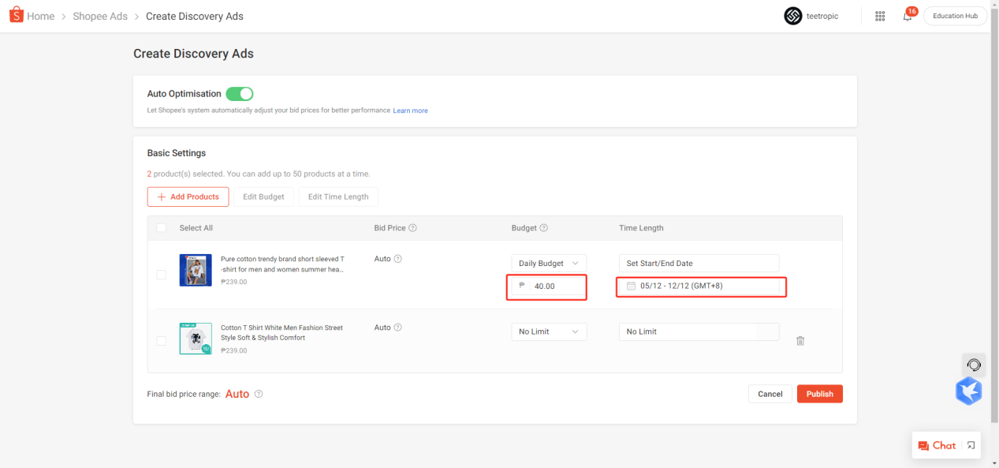 Home > Shopee Ads > Create Discovery Ads
teetropic
16
Education Hub
Create Discovery Ads
Auto Optimisation
Let Shopee's system automatically adjust your bid prices for better performance Learn more
Basic Settings
2 product(s) selected. You can add up to 50 products at a time.
+ Add Products
Edit Budget
Edit Time Length
Select All
Bid Price
Budget
Time Length
Pure cotton trendy brand short sleeved T
-shirt for men and women summer hea...
₱239.00
Auto
Daily Budget
₱ 40.00
Set Start/End Date
05/12 - 12/12 (GMT+8)
Cotton T Shirt White Men Fashion Street
Style Soft & Stylish Comfort
₱239.00
Auto
No Limit
No Limit
Final bid price range: Auto
Cancel
Publish
Chat